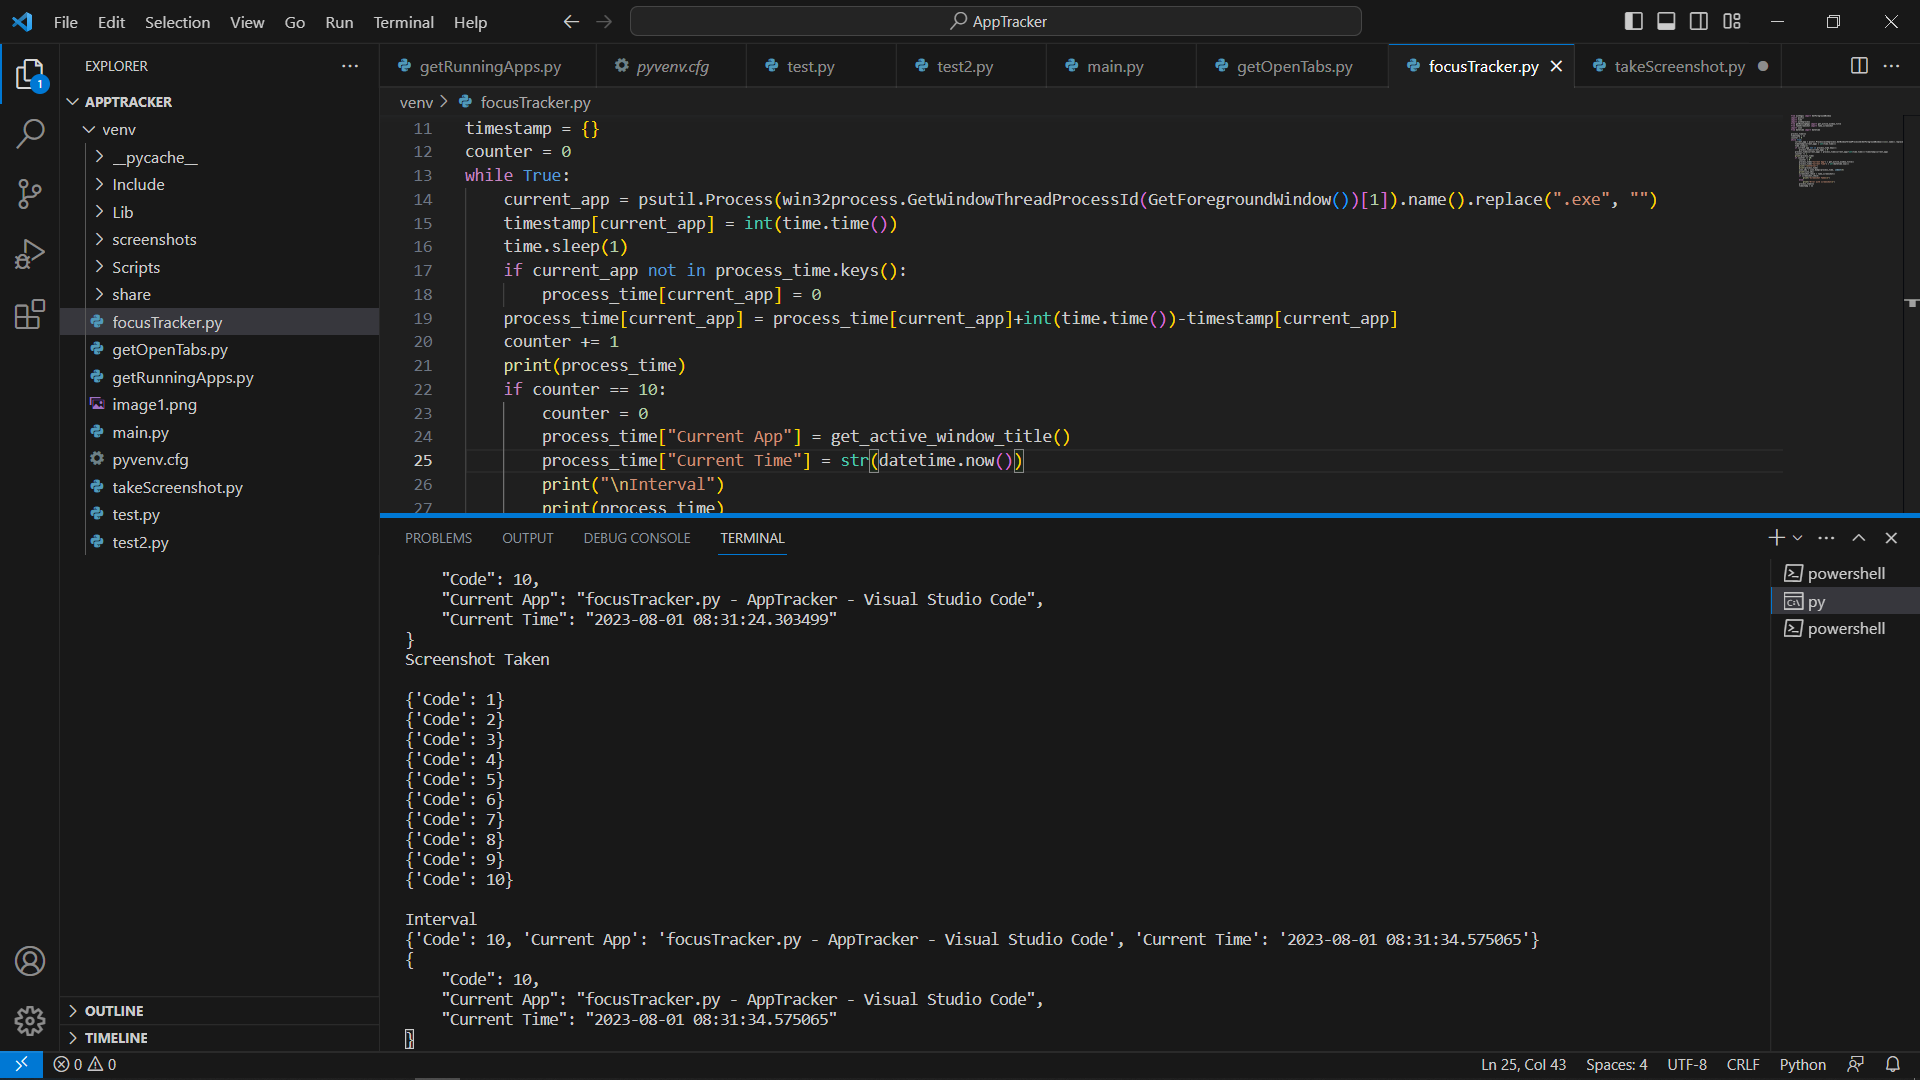 File Edit Selection View Go Run Terminal Help
AppTracker
EXPLORER
1
getRunningApps.py
pyvenv.cfg
test.py
test2.py
main.py
getOpenTabs.py
focusTracker.py
takeScreenshot.py
APPTRACKER
venv
__pycache__
Include
Lib
screenshots
Scripts
share
focusTracker.py
getOpenTabs.py
getRunningApps.py
image1.png
main.py
pyvenv.cfg
takeScreenshot.py
test.py
test2.py
OUTLINE
TIMELINE
venv > focusTracker.py
11 timestamp = {}
12 counter = 0
13 while True:
14 current_app = psutil.Process(win32process.GetWindowThreadProcessId(GetForegroundWindow())[1]).name().replace(".exe", "")
15 timestamp[current_app] = int(time.time())
16 time.sleep(1)
17 if current_app not in process_time.keys():
18 process_time[current_app] = 0
19 process_time[current_app] = process_time[current_app]+int(time.time())-timestamp[current_app]
20 counter += 1
21 print(process_time)
22 if counter == 10:
23 counter = 0
24 process_time["Current App"] = get_active_window_title()
25 process_time["Current Time"] = str(datetime.now())
26 print("\nInterval")
27 print(process_time)
PROBLEMS OUTPUT DEBUG CONSOLE TERMINAL
"Code": 10,
"Current App": "focusTracker.py - AppTracker - Visual Studio Code",
"Current Time": "2023-08-01 08:31:24.303499"
}
Screenshot Taken
{'Code': 1}
{'Code': 2}
{'Code': 3}
{'Code': 4}
{'Code': 5}
{'Code': 6}
{'Code': 7}
{'Code': 8}
{'Code': 9}
{'Code': 10}
Interval
{'Code': 10, 'Current App': 'focusTracker.py - AppTracker - Visual Studio Code', 'Current Time': '2023-08-01 08:31:34.575065'}
{
"Code": 10,
"Current App": "focusTracker.py - AppTracker - Visual Studio Code",
"Current Time": "2023-08-01 08:31:34.575065"
}
powershell
py
powershell
0 0
Ln 25, Col 43 Spaces: 4 UTF-8 CRLF Python